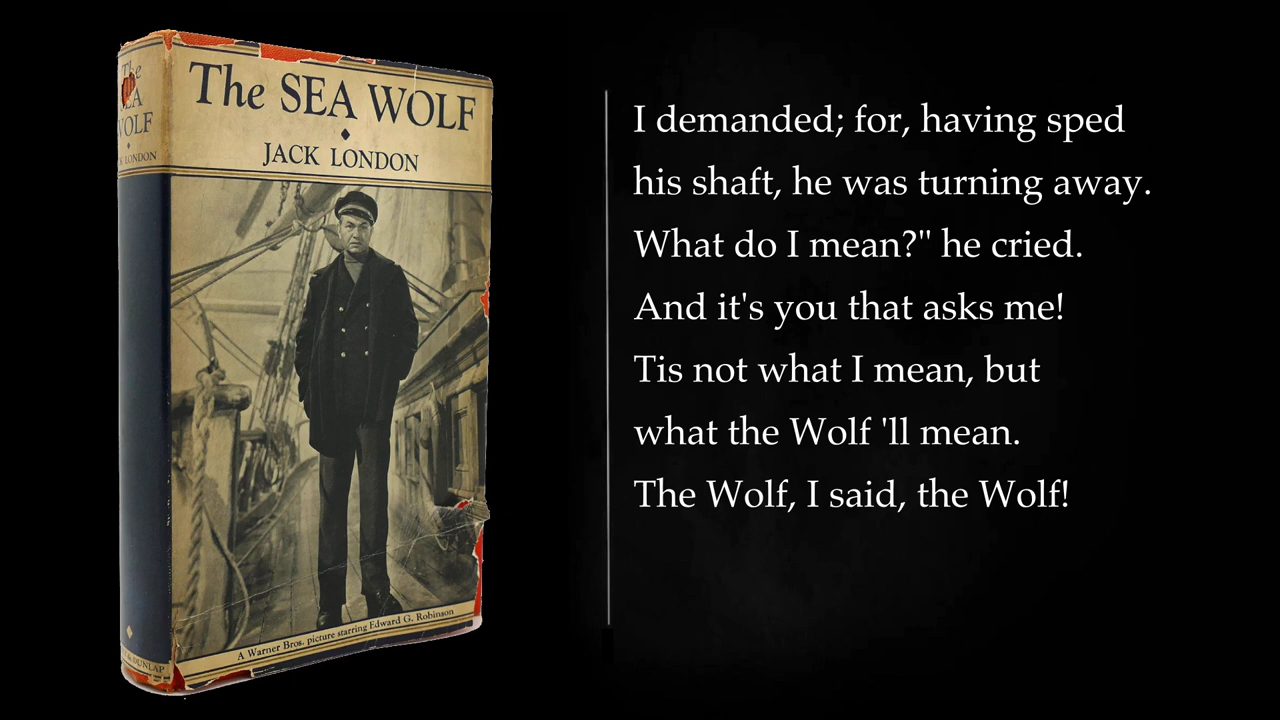 The SEA WOLF
JACK LONDON
A Warner Bros. picture starring Edward G. Robinson
The
SEA
WOLF
LONDON
DUNLAP
I demanded; for, having sped
his shaft, he was turning away.
What do I mean?" he cried.
And it's you that asks me!
Tis not what I mean, but
what the Wolf 'll mean.
The Wolf, I said, the Wolf!